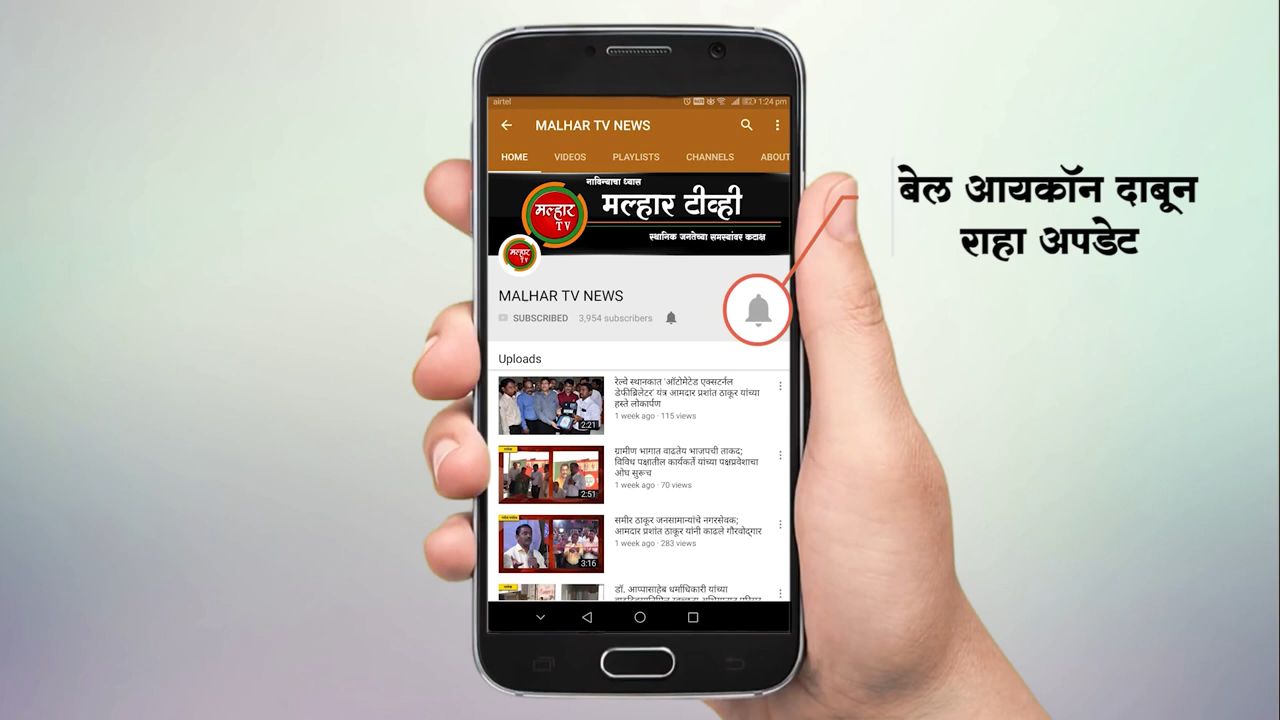 airtel 1:24 pm
MALHAR TV NEWS
HOME VIDEOS PLAYLISTS CHANNELS ABOUT
नाविन्याचा ध्यास
मल्हार टीव्ही
मल्हार
TV
स्थानिक जनतेच्या समस्यांवर कटाक्ष
मल्हार
TV
बेल आयकॉन दाबून
राहा अपडेट
MALHAR TV NEWS
SUBSCRIBED 3,954 subscribers
Uploads
रेल्वे स्थानकात 'ऑटोमेटेड एक्सटर्नल
डेफीब्रिलेटर' यंत्र आमदार प्रशांत ठाकूर यांच्या
हस्ते लोकार्पण
1 week ago · 115 views
2:21
ग्रामीण भागात वाढतेय भाजपची ताकद;
विविध पक्षातील कार्यकर्ते यांच्या पक्षप्रवेशाचा
ओघ सुरूच
1 week ago · 70 views
2:51
समीर ठाकूर जनसामान्यांचे नगरसेवक;
आमदार प्रशांत ठाकूर यांनी काढले गौरवोद्गार
1 week ago · 283 views
3:16
डॉ. आप्पासाहेब धर्माधिकारी यांच्या